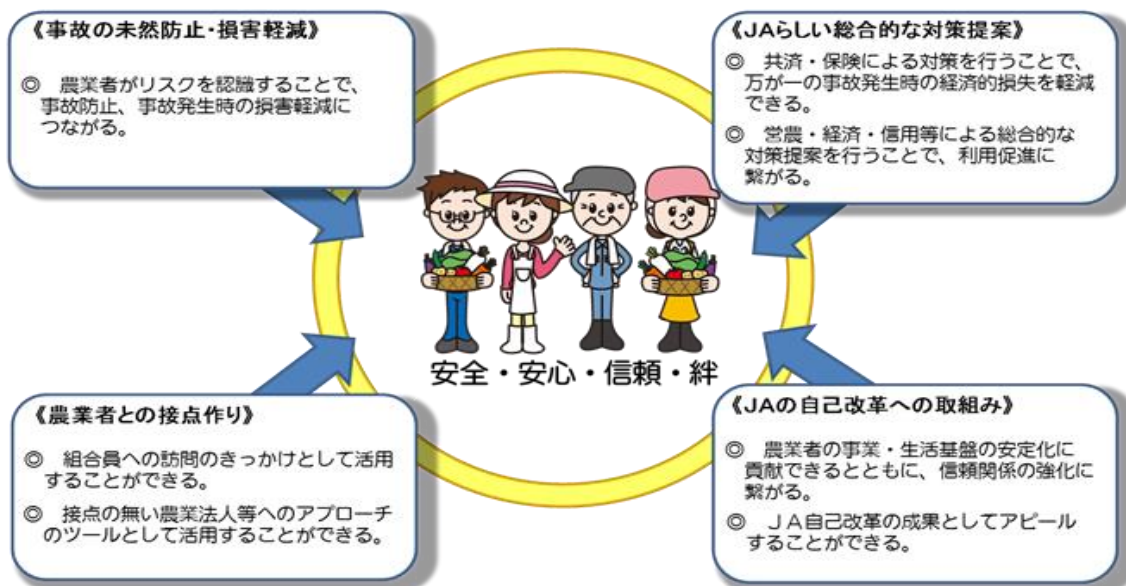 《事故の未然防止・損害軽減》
◎ 農業者がリスクを認識することで、
事故防止、事故発生時の損害軽減に
つながる。
《JAらしい総合的な対策提案》
◎ 共済・保険による対策を行うことで、
万が一の事故発生時の経済的損失を軽減
できる。
◎ 営農・経済・信用等による総合的な
対策提案を行うことで、利用促進に
繋がる。
安全・安心・信頼・絆
《農業者との接点作り》
◎ 組合員への訪問のきっかけとして活用
することができる。
◎ 接点の無い農業法人等へのアプローチ
のツールとして活用することができる。
《JAの自己改革への取組み》
◎ 農業者の事業・生活基盤の安定化に
貢献できるとともに、信頼関係の強化に
繋がる。
◎ ＪＡ自己改革の成果としてアピール
することができる。